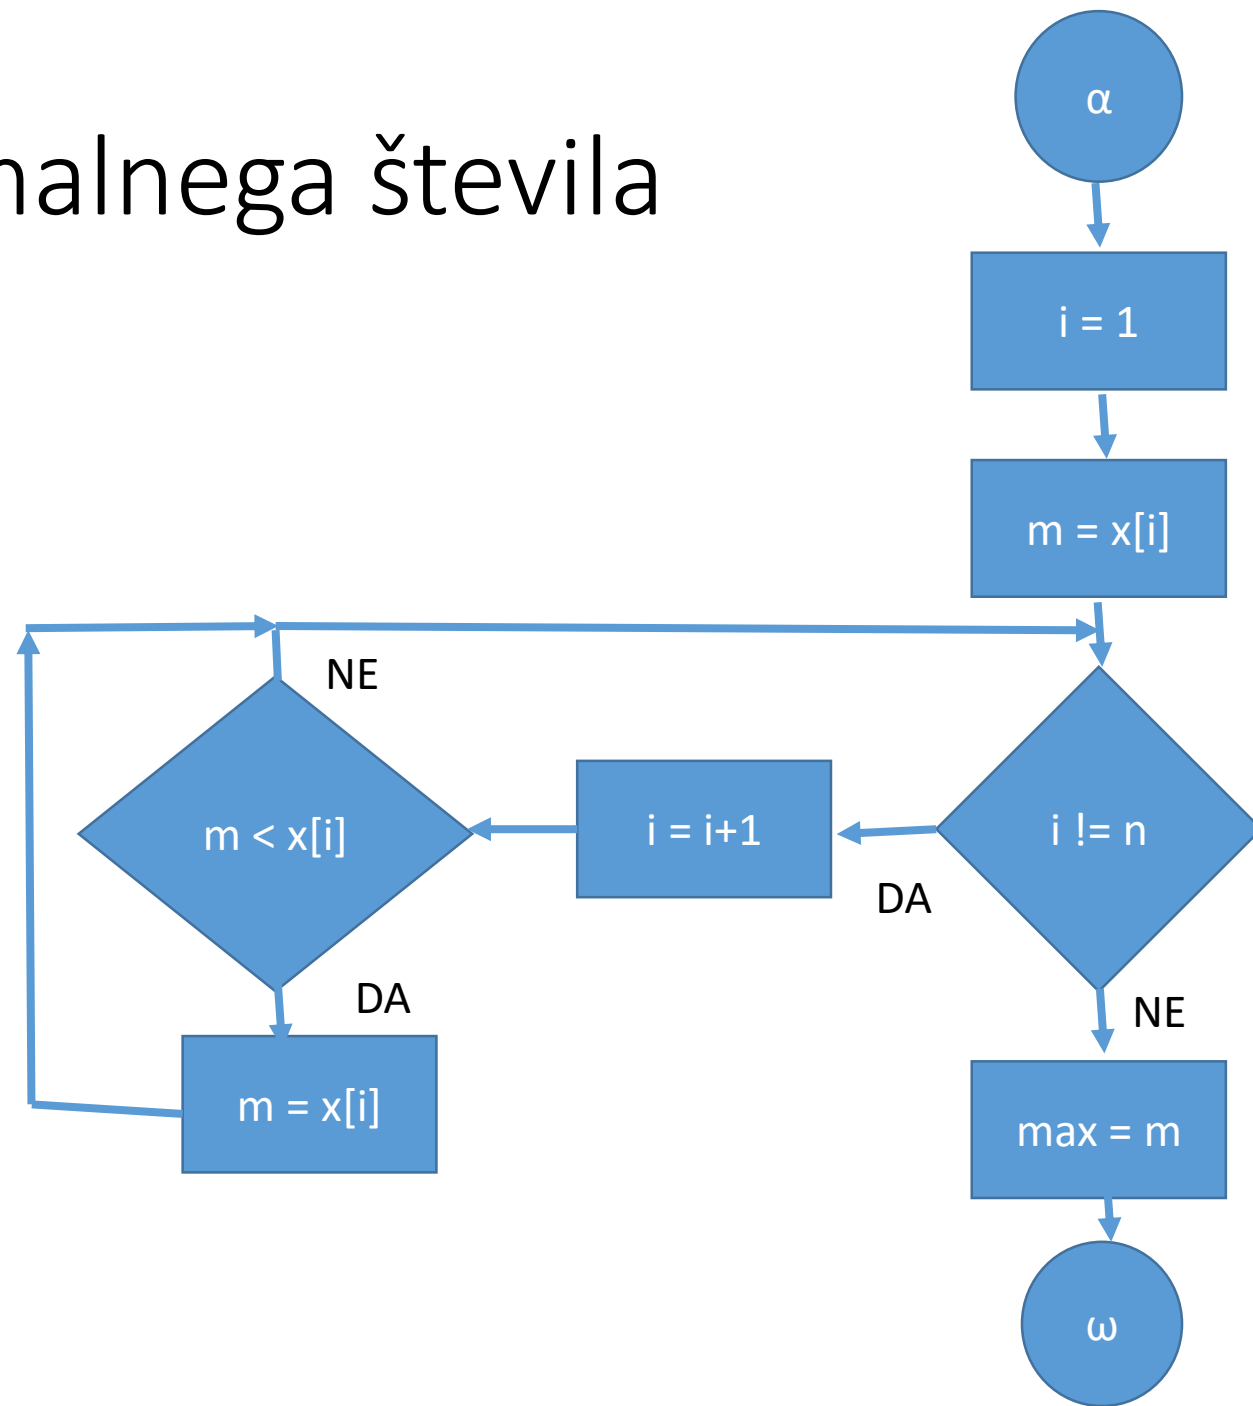 nalnega števila
α
i = 1
m = x[i]
i != n
DA
i = i+1
m < x[i]
NE
DA
m = x[i]
NE
max = m
ω